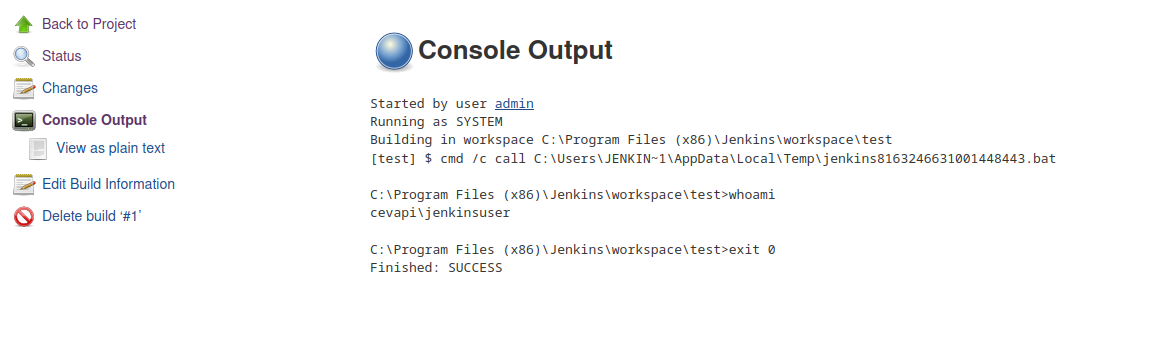 Back to Project
Status
Changes
Console Output
View as plain text
Edit Build Information
Delete build ‘#1’
Console Output
Started by user admin
Running as SYSTEM
Building in workspace C:\Program Files (x86)\Jenkins\workspace\test
[test] $ cmd /c call C:\Users\JENKIN~1\AppData\Local\Temp\jenkins8163246631001448443.bat
C:\Program Files (x86)\Jenkins\workspace\test>whoami
cevapi\jenkinsuser
C:\Program Files (x86)\Jenkins\workspace\test>exit 0
Finished: SUCCESS